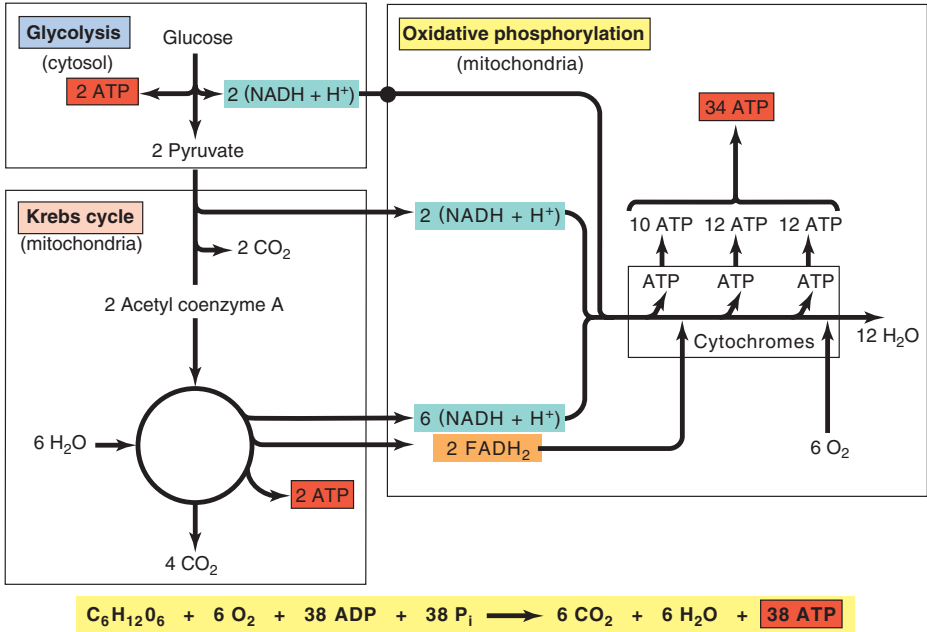 Glycolysis
(cytosol)
Glucose
2 ATP
2 (NADH + H⁺)
2 Pyruvate
Krebs cycle
(mitochondria)
2 CO₂
2 Acetyl coenzyme A
6 H₂O
2 ATP
4 CO₂
Oxidative phosphorylation
(mitochondria)
34 ATP
2 (NADH + H⁺)
10 ATP 12 ATP 12 ATP
ATP ATP ATP
Cytochromes
12 H₂O
6 (NADH + H⁺)
2 FADH₂
6 O₂
C₆H₁₂0₆ + 6 O₂ + 38 ADP + 38 Pᵢ ⟶ 6 CO₂ + 6 H₂O + 38 ATP